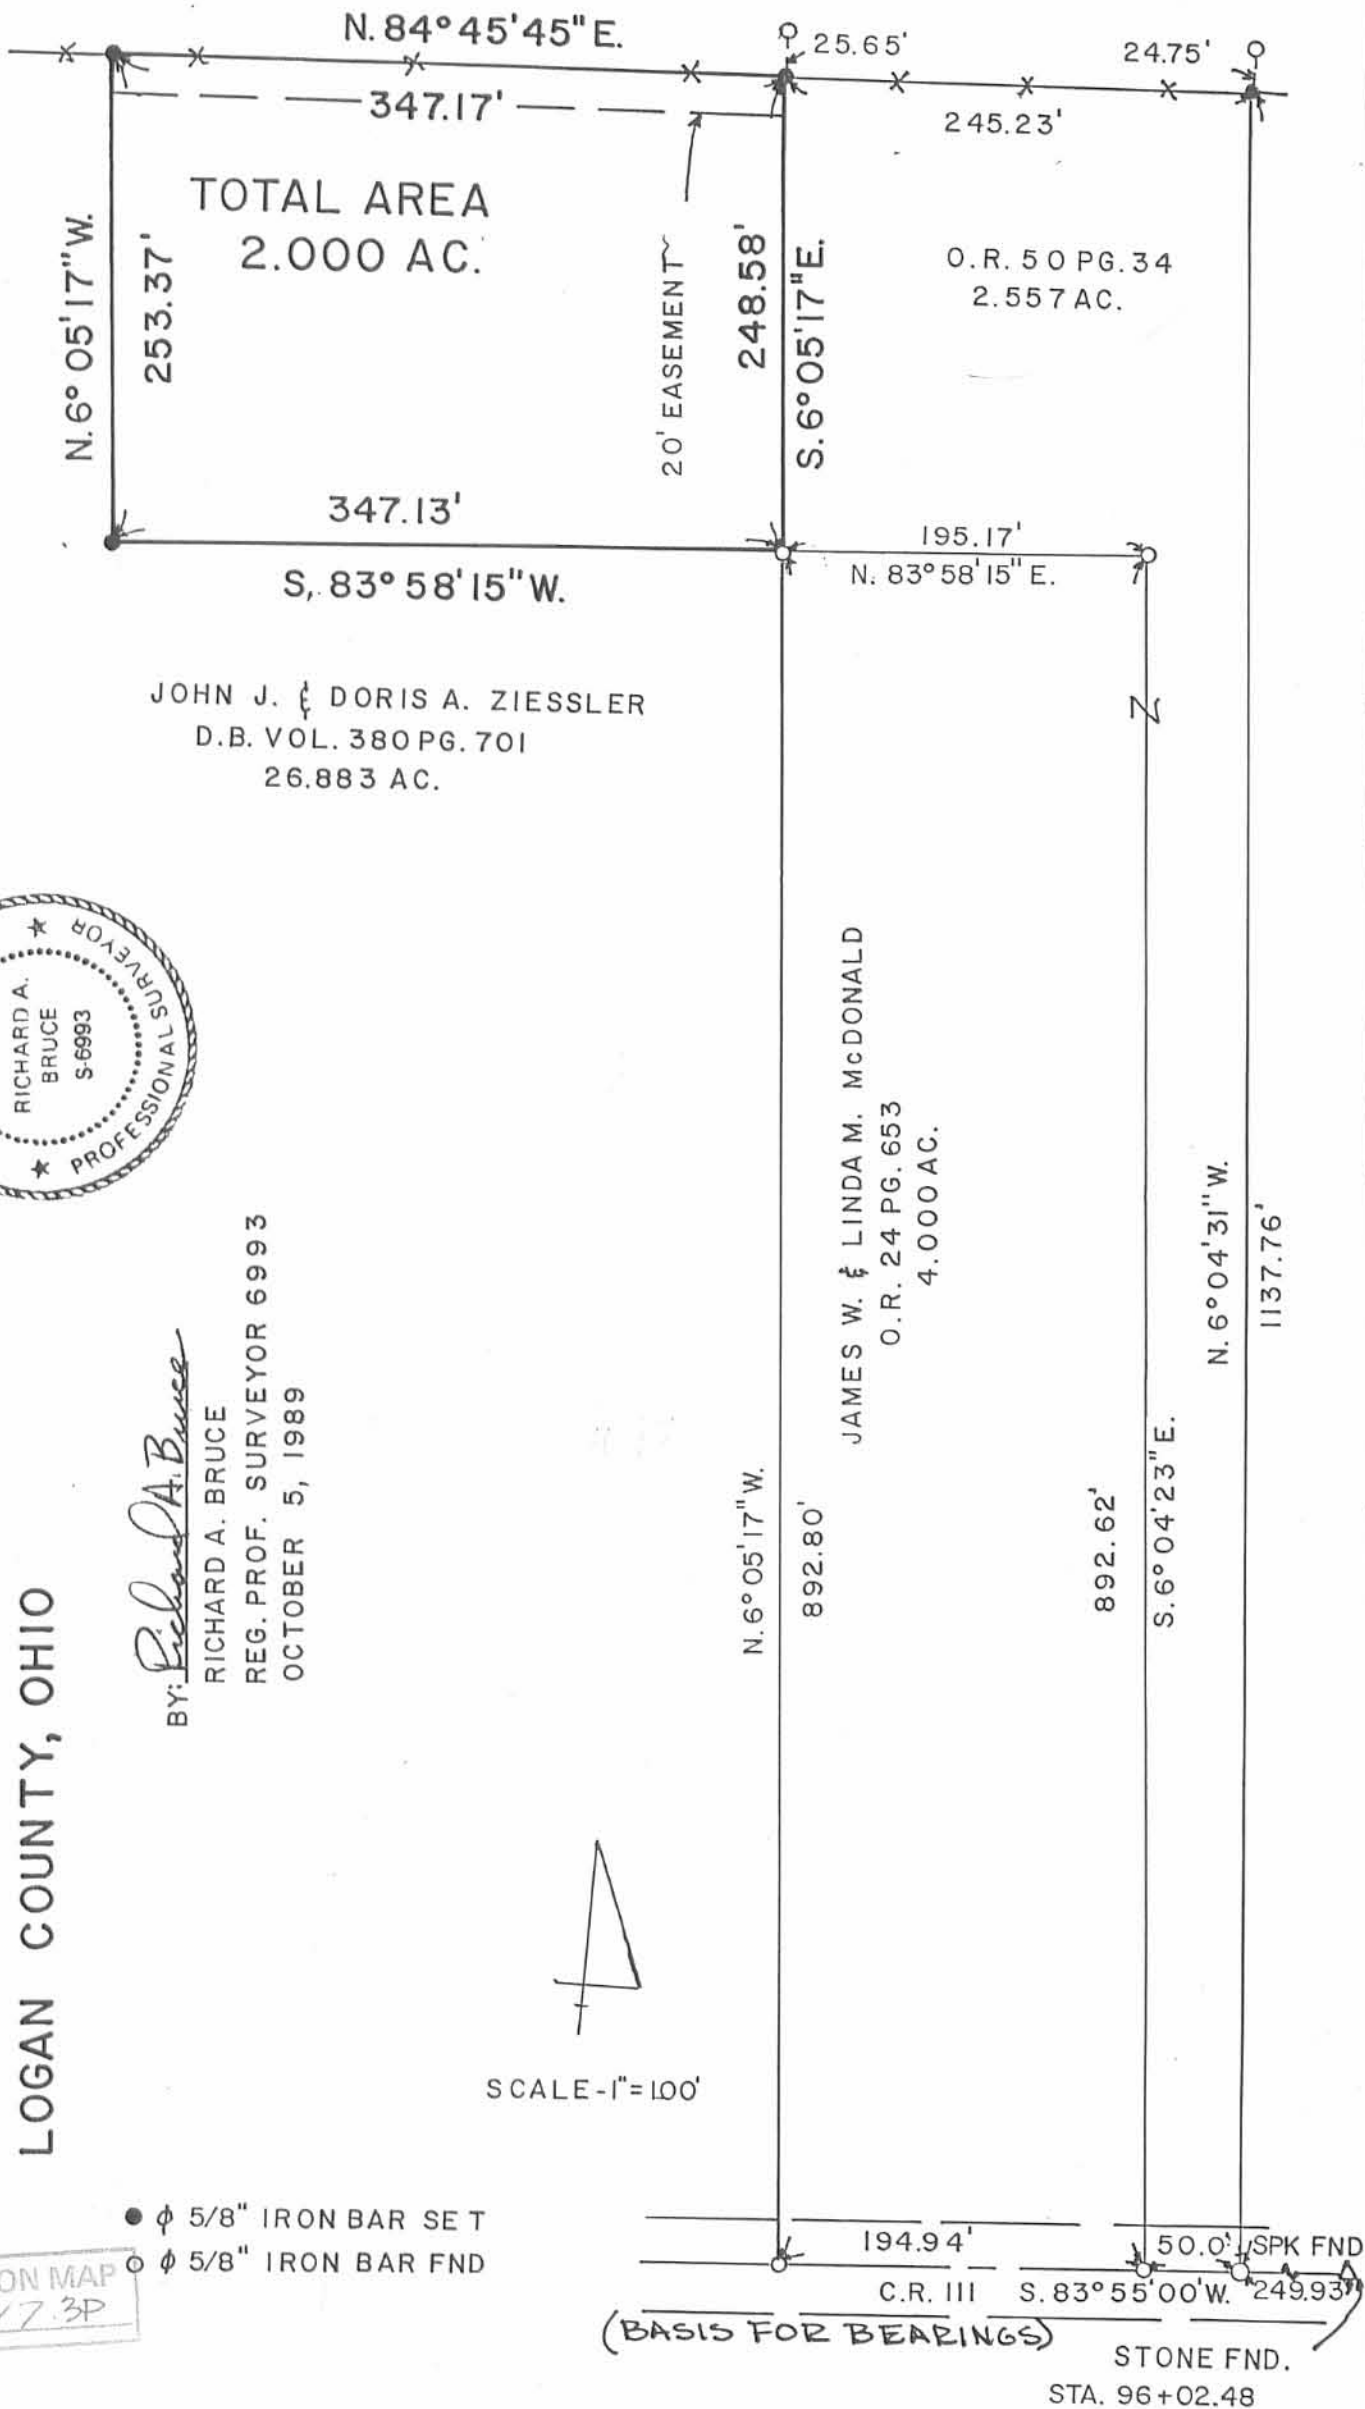 N. 84° 45' 45" E.
25.65'
24.75'
347.17'
245.23'
TOTAL AREA
2.000 AC.
N. 6° 05' 17" W.
253.37'
20' EASEMENT
248.58'
S. 6° 05' 17" E.
O.R. 50 PG. 34
2.557 AC.
347.13'
S. 83° 58' 15" W.
195.17'
N. 83° 58' 15" E.
JOHN J. & DORIS A. ZIESSLER
D.B. VOL. 380 PG. 701
26.883 AC.
PROFESSIONAL SURVEYOR
RICHARD A.
BRUCE
S-6993
JAMES W. & LINDA M. McDONALD
O.R. 24 PG. 653
4.000 AC.
N. 6° 04' 31" W.
1137.76'
BY: Richard A. Bruce
RICHARD A. BRUCE
REG. PROF. SURVEYOR 6993
OCTOBER 5, 1989
N. 6° 05' 17" W.
892.80'
892.62'
S. 6° 04' 23" E.
LOGAN COUNTY, OHIO
SCALE - 1" = 100'
● ϕ 5/8" IRON BAR SET
○ ϕ 5/8" IRON BAR FND
ON MAP
7.3P
194.94'
50.0'
SPK FND
C.R. 111
S. 83° 55' 00" W.
249.93'
(BASIS FOR BEARINGS)
STONE FND.
STA. 96+02.48